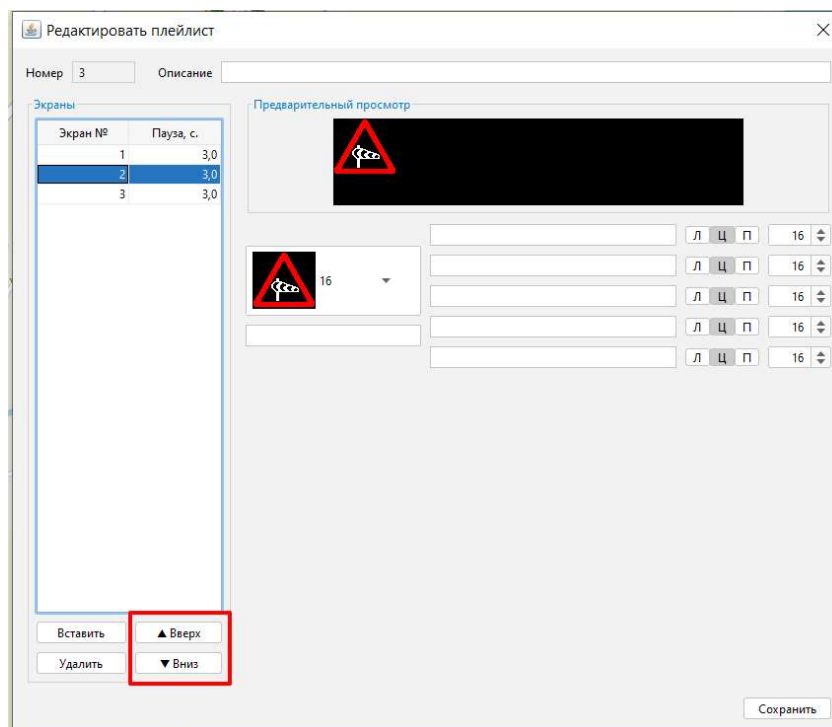 Редактировать плейлист
Номер 3 Описание
Экраны
Предварительный просмотр
Экран № Пауза, с.
1 3,0
2 3,0
3 3,0
Л Ц П 16
16 Л Ц П 16
Л Ц П 16
Л Ц П 16
Л Ц П 16
Вставить ▲ Вверх
Удалить ▼ Вниз
Сохранить